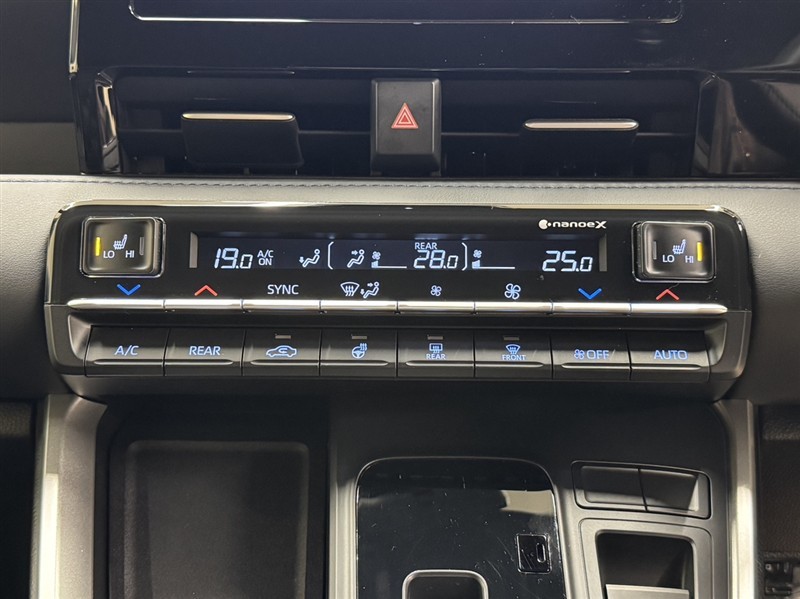 nanoeX
LO HI
19.0 A/C ON
REAR
28.0
25.0
LO HI
SYNC
A/C
REAR
REAR
FRONT
OFF
AUTO